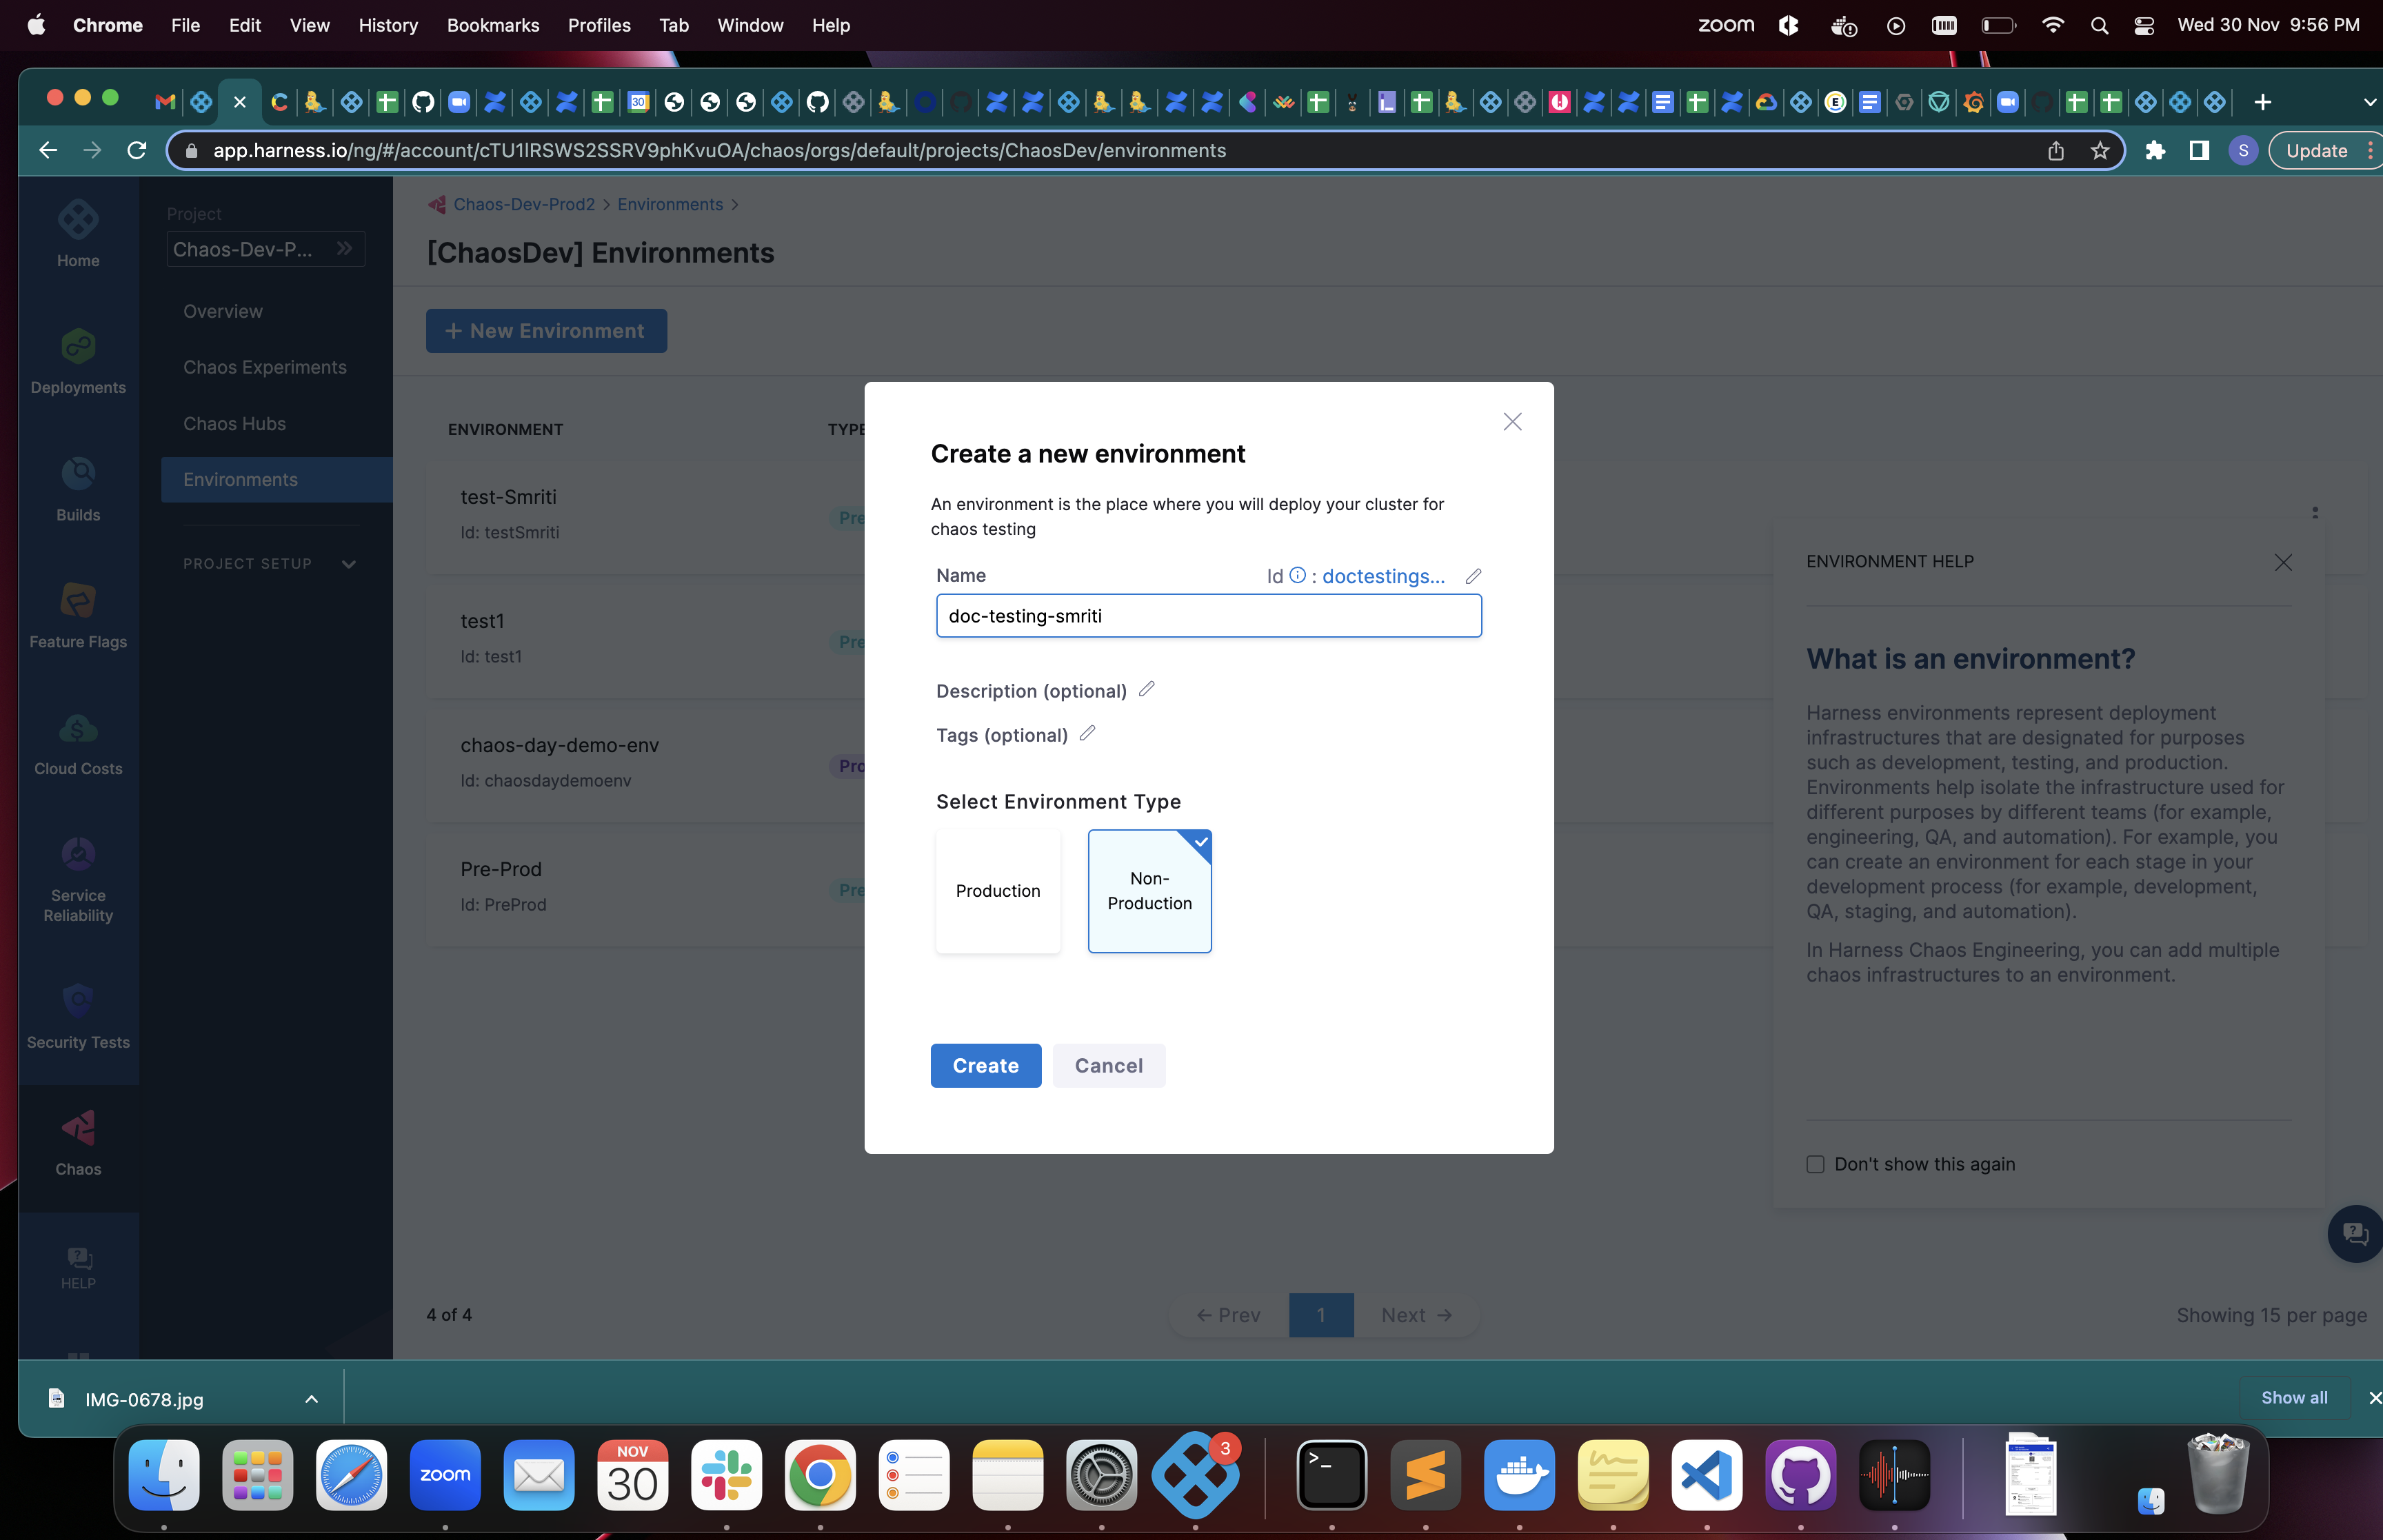 Chrome File Edit View History Bookmarks Profiles Tab Window Help
zoom
Wed 30 Nov 9:56 PM
30
app.harness.io/ng/#/account/cTU1lRSWS2SSRV9phKvuOA/chaos/orgs/default/projects/ChaosDev/environments
S
Update
Home
Deployments
Builds
Feature Flags
Cloud Costs
Service
Reliability
Security Tests
Chaos
HELP
Project
Chaos-Dev-P...
Overview
Chaos Experiments
Chaos Hubs
Environments
PROJECT SETUP
Chaos-Dev-Prod2 > Environments >
[ChaosDev] Environments
+ New Environment
ENVIRONMENT
TYPE
test-Smriti
Id: testSmriti
Pre
test1
Id: test1
Pre
chaos-day-demo-env
Id: chaosdaydemoenv
Pro
Pre-Prod
Id: PreProd
Pre
4 of 4
← Prev
1
Next →
Showing 15 per page
Create a new environment
An environment is the place where you will deploy your cluster for
chaos testing
Name
Id : doctestings...
doc-testing-smriti
Description (optional)
Tags (optional)
Select Environment Type
Production
Non-
Production
Create
Cancel
ENVIRONMENT HELP
What is an environment?
Harness environments represent deployment
infrastructures that are designated for purposes
such as development, testing, and production.
Environments help isolate the infrastructure used for
different purposes by different teams (for example,
engineering, QA, and automation). For example, you
can create an environment for each stage in your
development process (for example, development,
QA, staging, and automation).
In Harness Chaos Engineering, you can add multiple
chaos infrastructures to an environment.
Don't show this again
IMG-0678.jpg
Show all
zoom
NOV
30
3